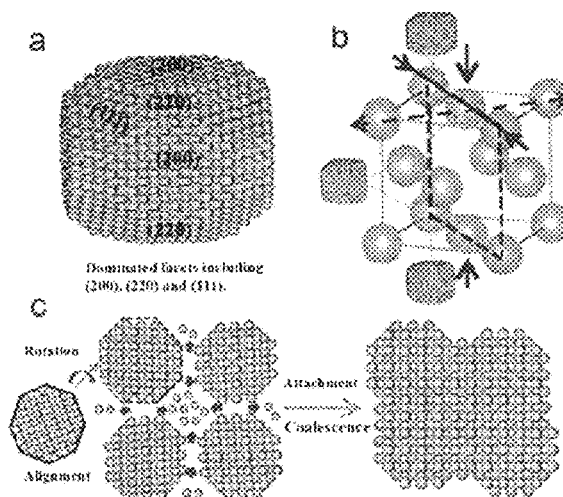 a
(200)
(220)
(111)
(200)
(220)
Dominated facets including
(200), (220) and (111).
b
c
Rotation
Alignment
Attachment
Coalescence